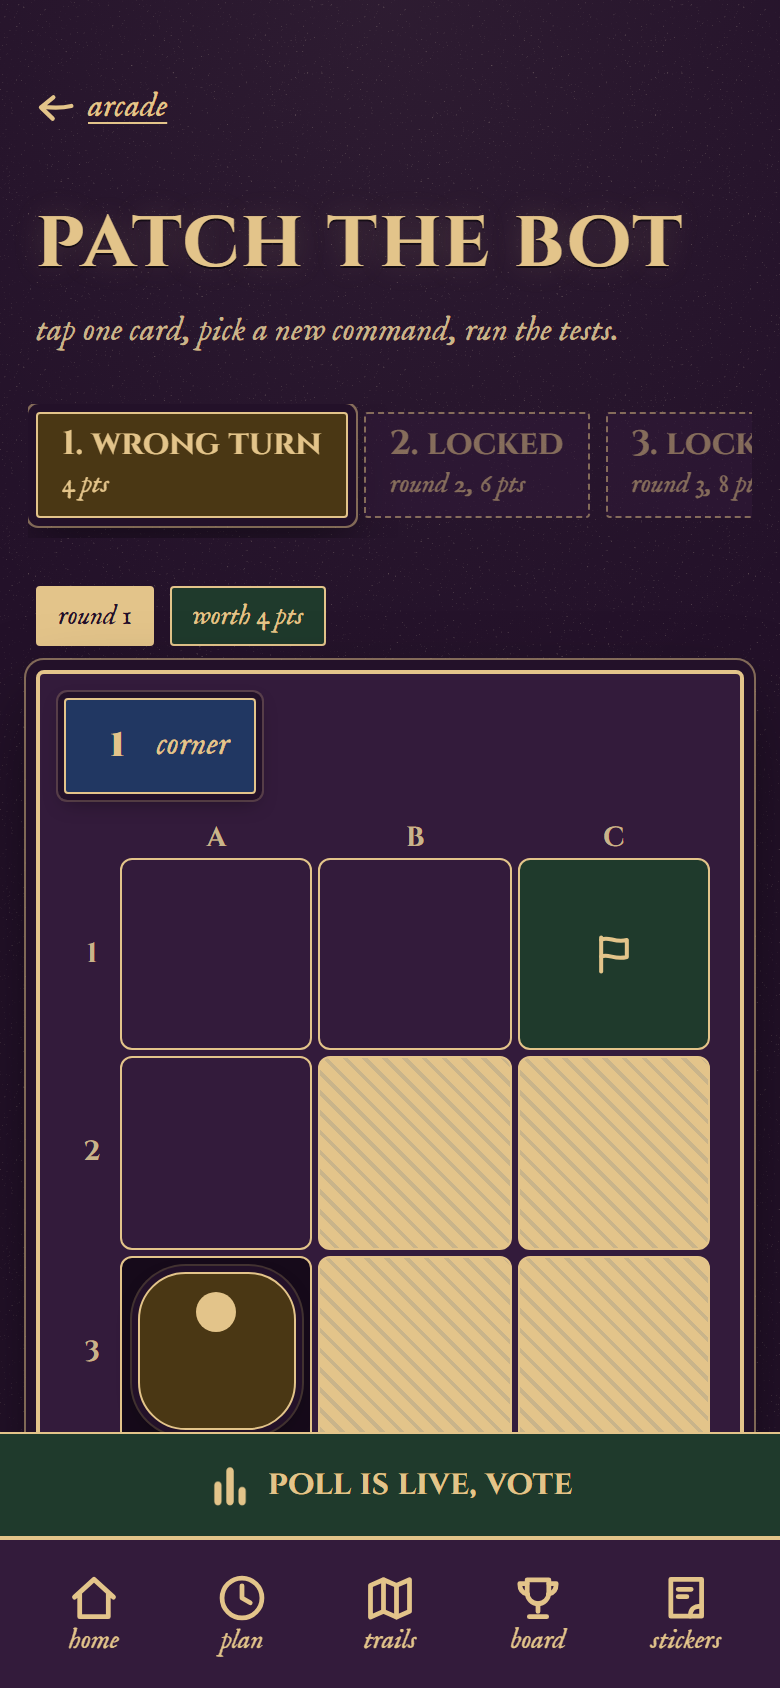 arcade
PATCH THE BOT
tap one card, pick a new command, run the tests.
1. WRONG TURN
4 pts
2. LOCKED
round 2, 6 pts
3. LOCK
round 3, 8 pt
round 1
worth 4 pts
1 corner
A B C
1
2
3
POLL IS LIVE, VOTE
home plan trails board stickers